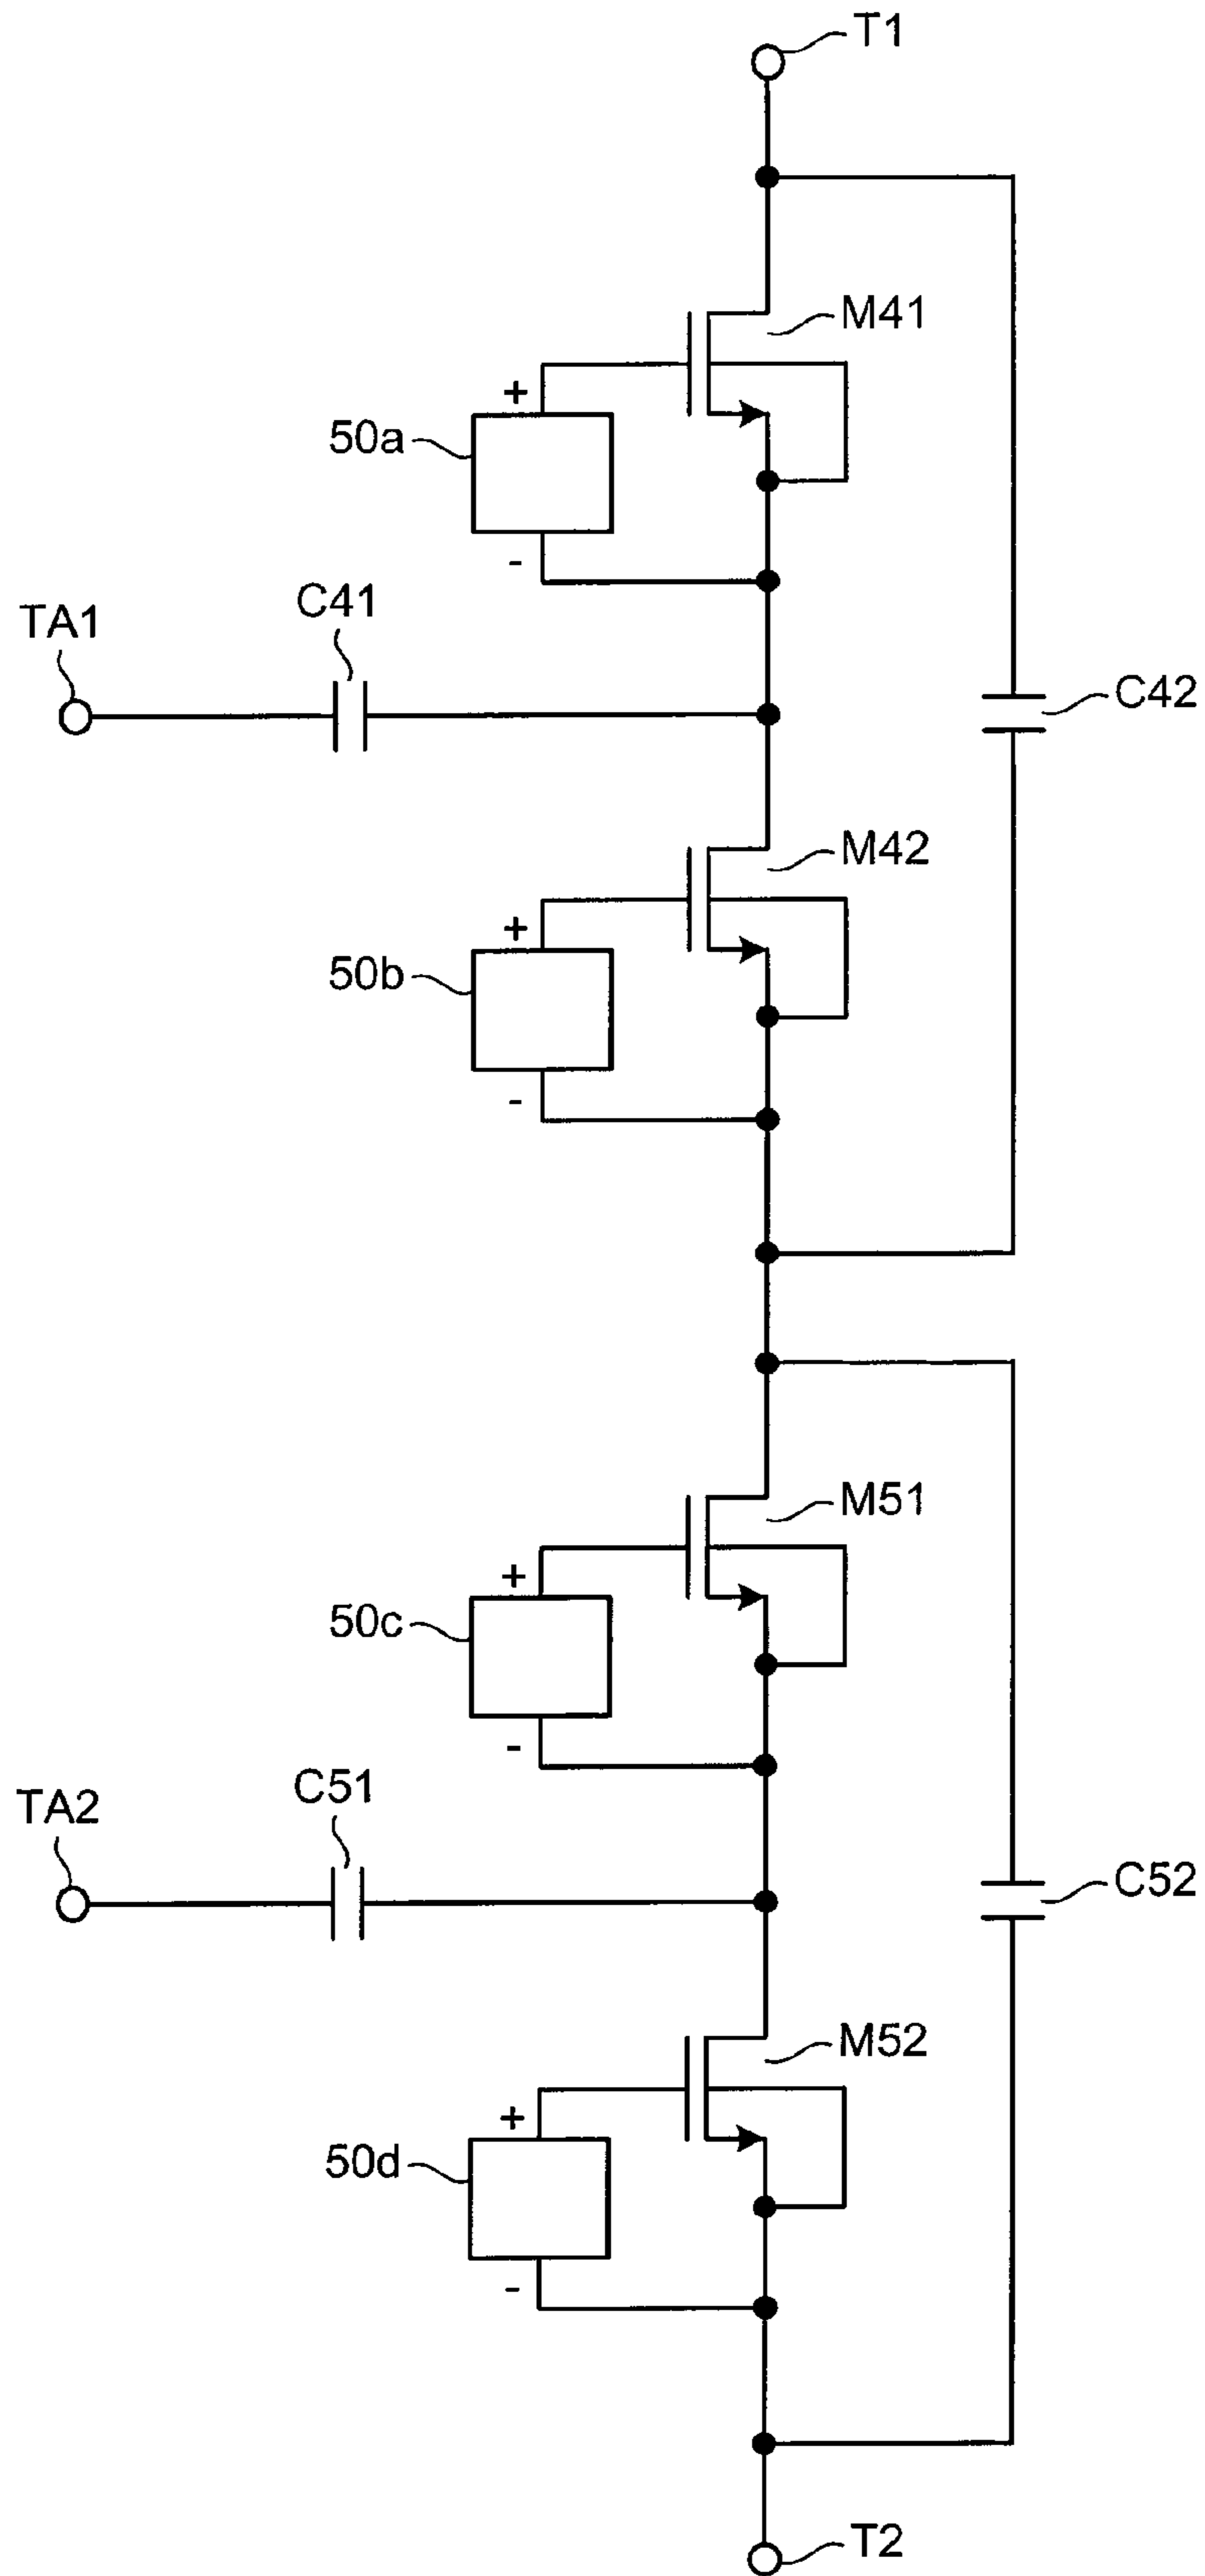 T1
M41
+
50a
-
C41
TA1
C42
M42
+
50b
-
M51
+
50c
-
C51
TA2
C52
M52
+
50d
-
T2